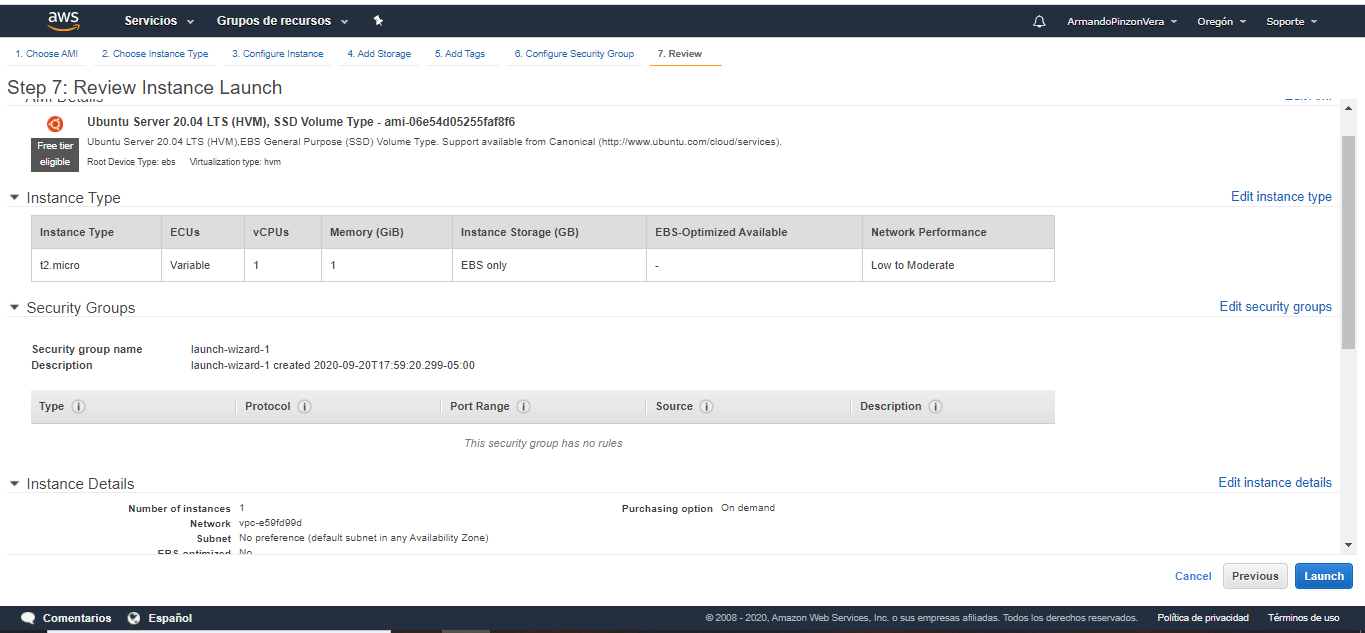 aws Servicios Grupos de recursos ArmandoPinzonVera Oregón Soporte
1. Choose AMI 2. Choose Instance Type 3. Configure Instance 4. Add Storage 5. Add Tags 6. Configure Security Group 7. Review
Step 7: Review Instance Launch
AMI Details Edit AMI
Ubuntu Server 20.04 LTS (HVM), SSD Volume Type - ami-06e54d05255faf8f6
Free tier eligible
Ubuntu Server 20.04 LTS (HVM),EBS General Purpose (SSD) Volume Type. Support available from Canonical (http://www.ubuntu.com/cloud/services).
Root Device Type: ebs Virtualization type: hvm
Instance Type Edit instance type
Instance Type ECUs vCPUs Memory (GiB) Instance Storage (GB) EBS-Optimized Available Network Performance
t2.micro Variable 1 1 EBS only - Low to Moderate
Security Groups Edit security groups
Security group name launch-wizard-1
Description launch-wizard-1 created 2020-09-20T17:59:20.299-05:00
Type Protocol Port Range Source Description
This security group has no rules
Instance Details Edit instance details
Number of instances 1 Purchasing option On demand
Network vpc-e59fd99d
Subnet No preference (default subnet in any Availability Zone)
EBS optimized No
Cancel Previous Launch
Comentarios Español © 2008 - 2020, Amazon Web Services, Inc. o sus empresas afiliadas. Todos los derechos reservados. Política de privacidad Términos de uso